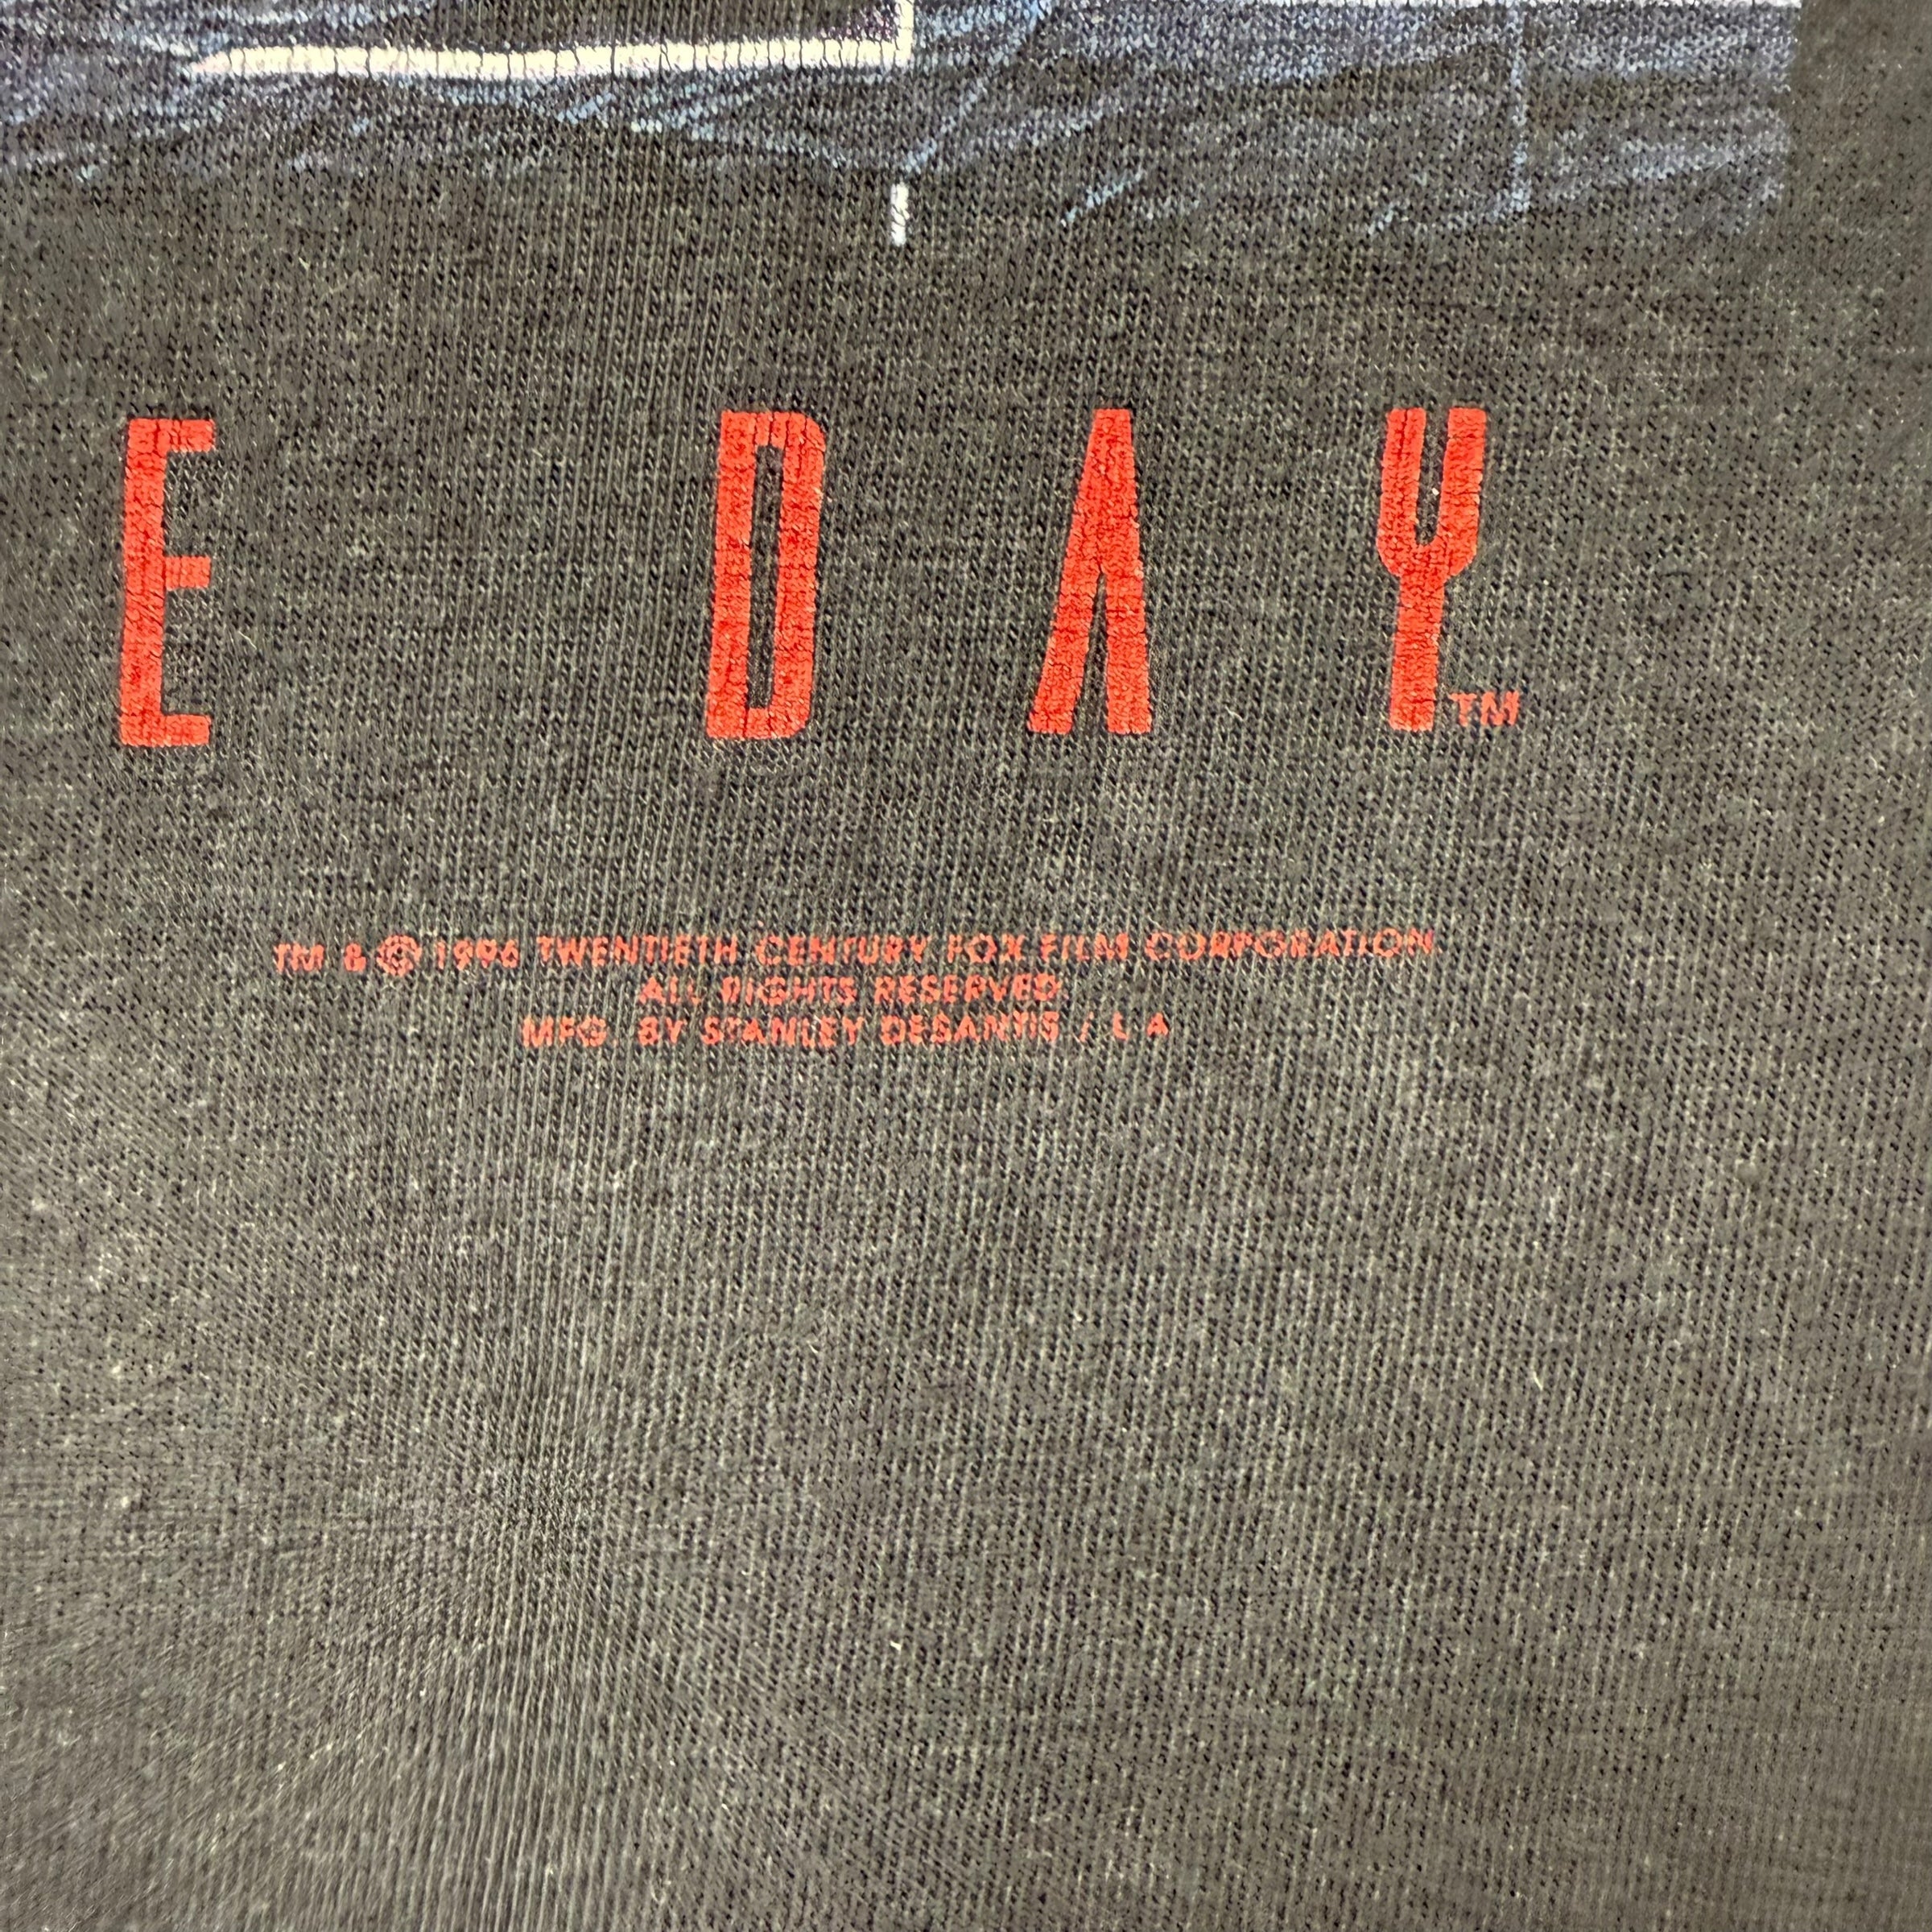 E DAY™
TM & © 1996 TWENTIETH CENTURY FOX FILM CORPORATION
ALL RIGHTS RESERVED
MFG. BY STANLEY DESANTIS / L A